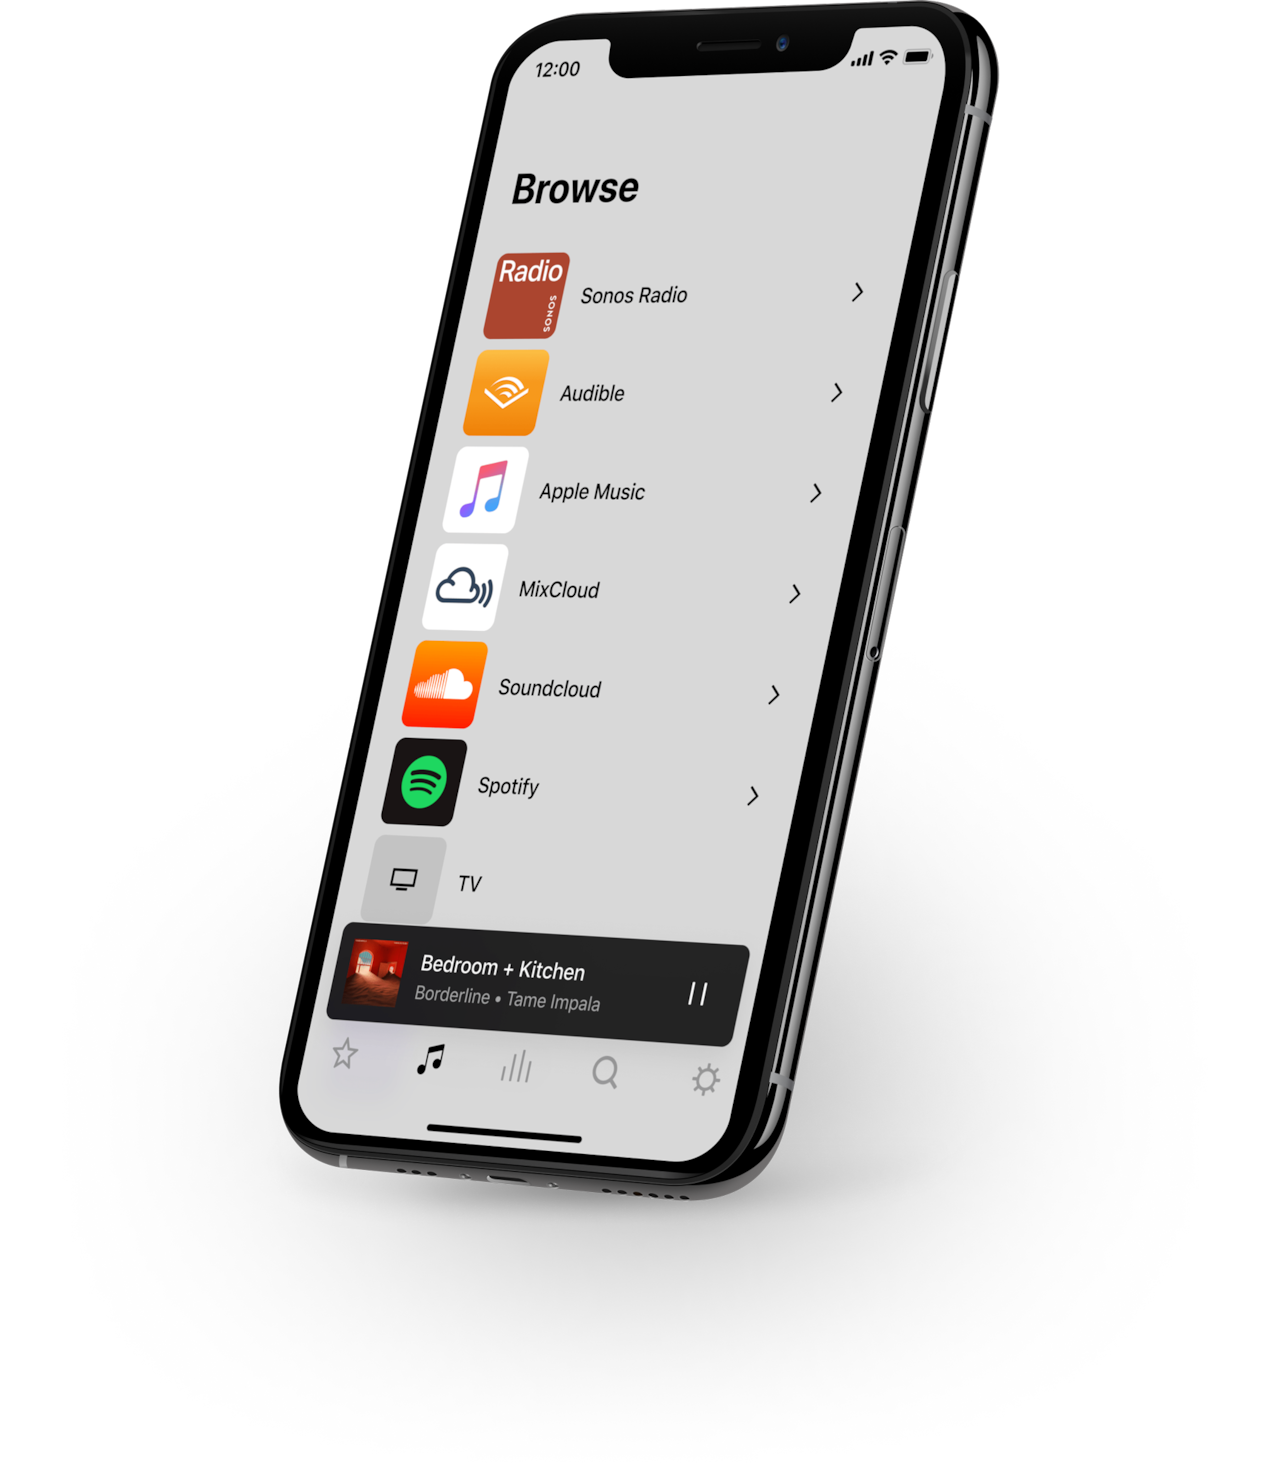 12:00
Browse
Radio
SONOS
Sonos Radio
Audible
Apple Music
MixCloud
Soundcloud
Spotify
TV
Bedroom + Kitchen
Borderline • Tame Impala